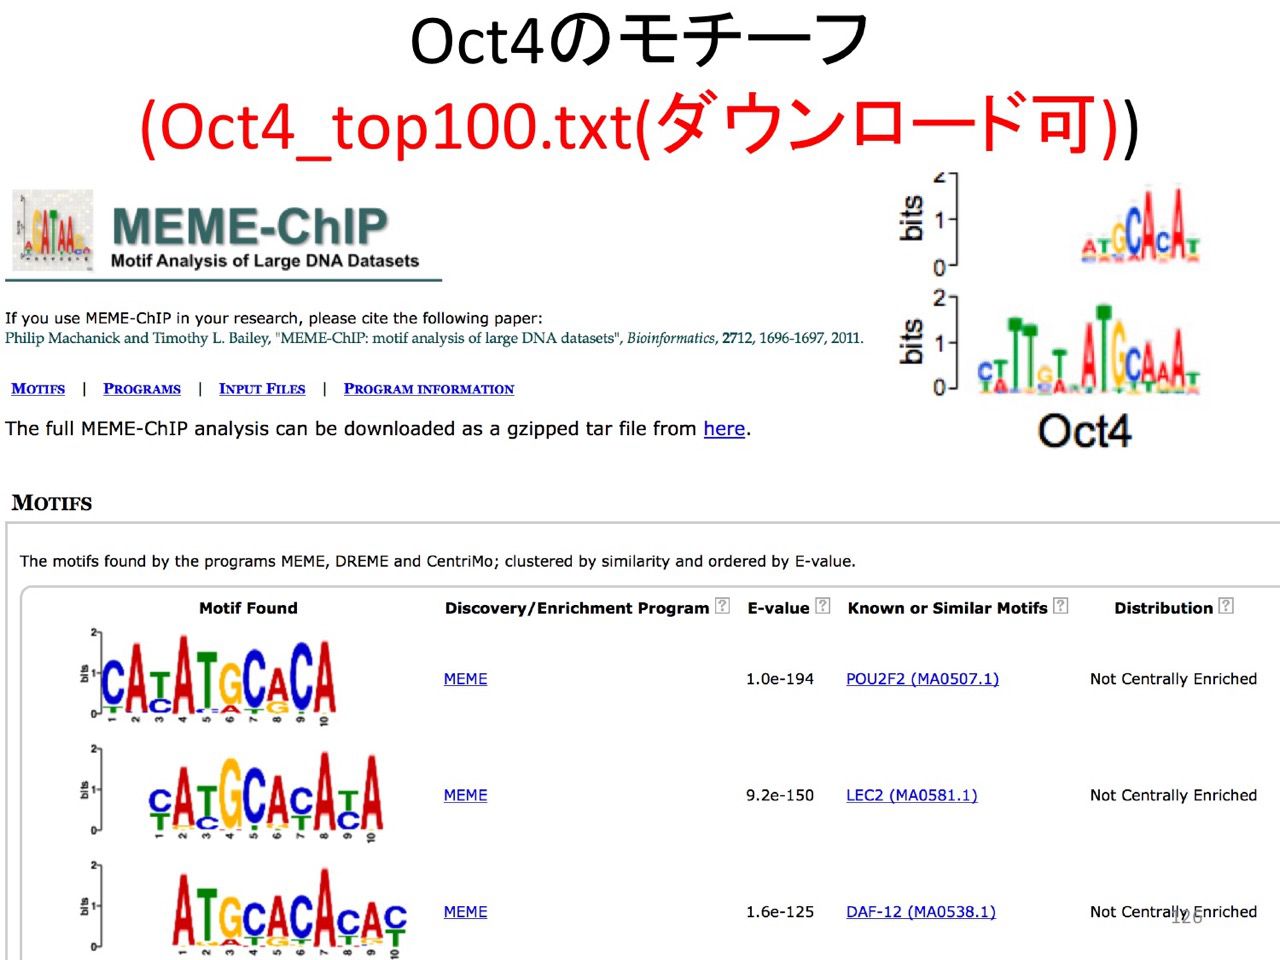 Oct4のモチーフ
(Oct4_top100.txt(ダウンロード可))
MEME-ChIP
Motif Analysis of Large DNA Datasets
If you use MEME-ChIP in your research, please cite the following paper:
Philip Machanick and Timothy L. Bailey, "MEME-ChIP: motif analysis of large DNA datasets", Bioinformatics, 2712, 1696-1697, 2011.
MOTIFS | PROGRAMS | INPUT FILES | PROGRAM INFORMATION
The full MEME-ChIP analysis can be downloaded as a gzipped tar file from here.
bits
2
1
0
bits
2
1
0
Oct4
MOTIFS
The motifs found by the programs MEME, DREME and CentriMo; clustered by similarity and ordered by E-value.
Motif Found Discovery/Enrichment Program ? E-value ? Known or Similar Motifs ? Distribution ?
CATATGCACA
MEME 1.0e-194 POU2F2 (MA0507.1) Not Centrally Enriched
CATGCACATA
MEME 9.2e-150 LEC2 (MA0581.1) Not Centrally Enriched
ATGCACACAC
MEME 1.6e-125 DAF-12 (MA0538.1) Not Centrally Enriched
126